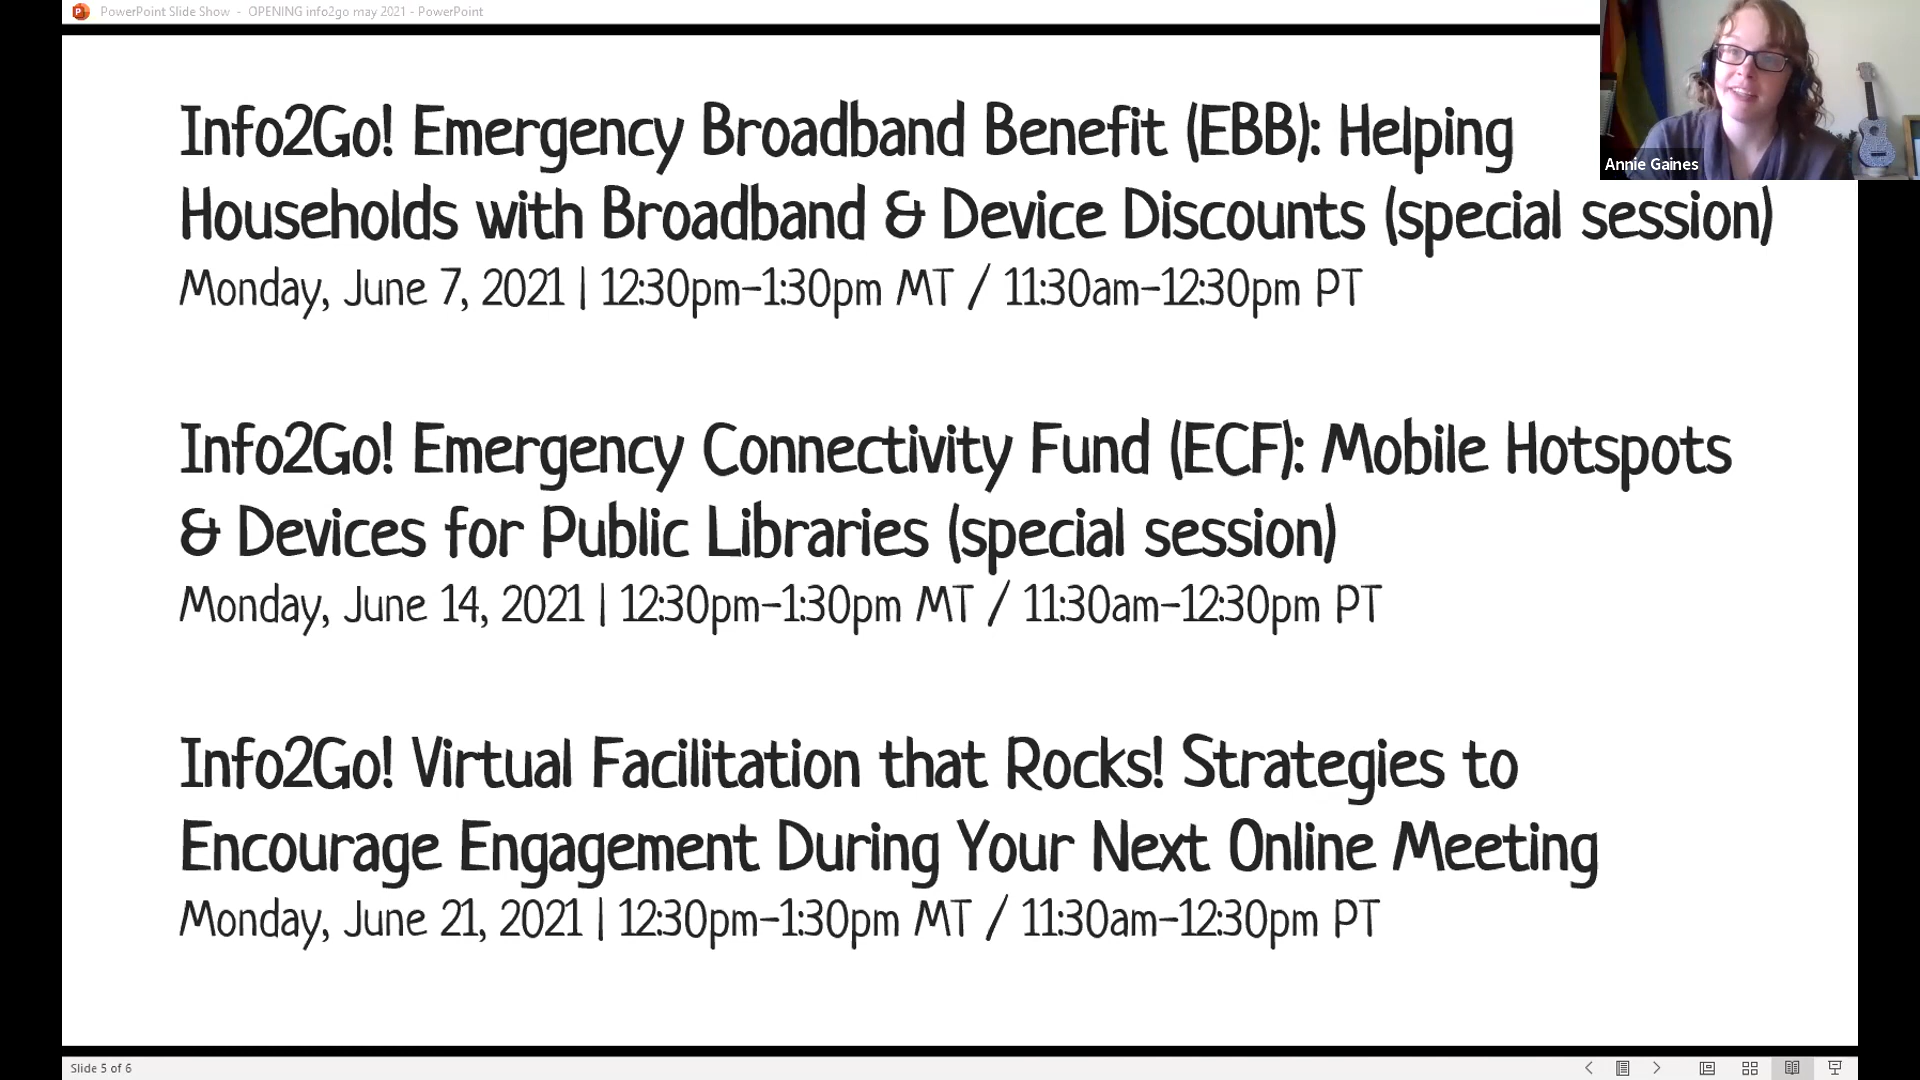 PowerPoint Slide Show - OPENING info2go may 2021 - PowerPoint
Annie Gaines
Info2Go! Emergency Broadband Benefit (EBB): Helping
Households with Broadband & Device Discounts (special session)
Monday, June 7, 2021 | 12:30pm-1:30pm MT / 11:30am-12:30pm PT
Info2Go! Emergency Connectivity Fund (ECF): Mobile Hotspots
& Devices for Public Libraries (special session)
Monday, June 14, 2021 | 12:30pm-1:30pm MT / 11:30am-12:30pm PT
Info2Go! Virtual Facilitation that Rocks! Strategies to
Encourage Engagement During Your Next Online Meeting
Monday, June 21, 2021 | 12:30pm-1:30pm MT / 11:30am-12:30pm PT
Slide 5 of 6